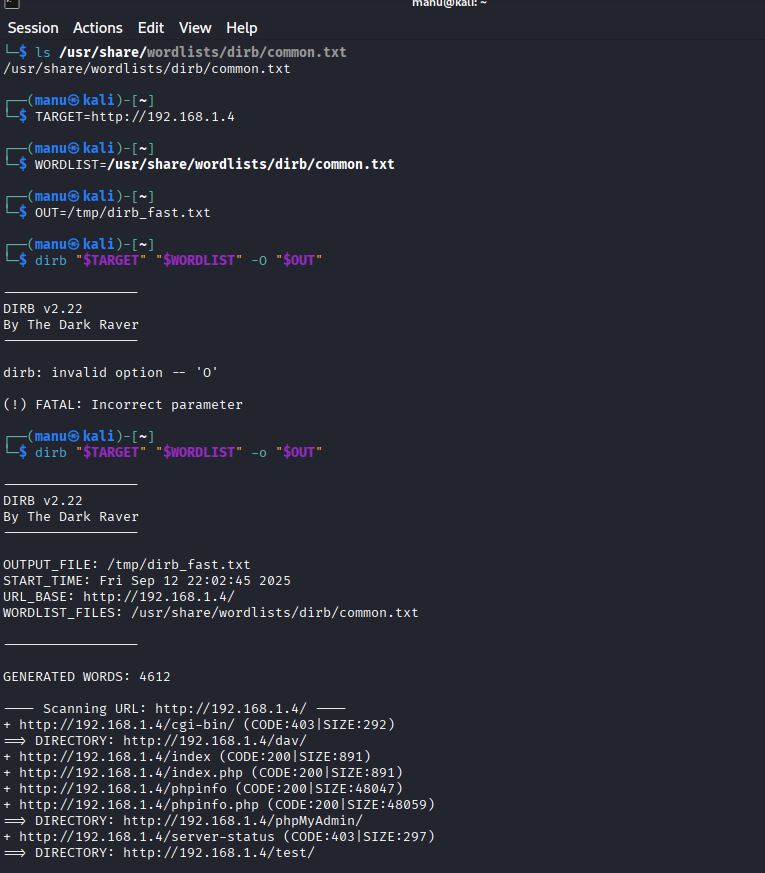 manu@kali: ~
Session Actions Edit View Help
└─$ ls /usr/share/wordlists/dirb/common.txt
/usr/share/wordlists/dirb/common.txt
┌──(manu㉿kali)-[~]
└─$ TARGET=http://192.168.1.4
┌──(manu㉿kali)-[~]
└─$ WORDLIST=/usr/share/wordlists/dirb/common.txt
┌──(manu㉿kali)-[~]
└─$ OUT=/tmp/dirb_fast.txt
┌──(manu㉿kali)-[~]
└─$ dirb "$TARGET" "$WORDLIST" -O "$OUT"
-----------------
DIRB v2.22
By The Dark Raver
-----------------
dirb: invalid option -- 'O'
(!) FATAL: Incorrect parameter
┌──(manu㉿kali)-[~]
└─$ dirb "$TARGET" "$WORDLIST" -o "$OUT"
-----------------
DIRB v2.22
By The Dark Raver
-----------------
OUTPUT_FILE: /tmp/dirb_fast.txt
START_TIME: Fri Sep 12 22:02:45 2025
URL_BASE: http://192.168.1.4/
WORDLIST_FILES: /usr/share/wordlists/dirb/common.txt
-----------------
GENERATED WORDS: 4612
---- Scanning URL: http://192.168.1.4/ ----
+ http://192.168.1.4/cgi-bin/ (CODE:403|SIZE:292)
==> DIRECTORY: http://192.168.1.4/dav/
+ http://192.168.1.4/index (CODE:200|SIZE:891)
+ http://192.168.1.4/index.php (CODE:200|SIZE:891)
+ http://192.168.1.4/phpinfo (CODE:200|SIZE:48047)
+ http://192.168.1.4/phpinfo.php (CODE:200|SIZE:48059)
==> DIRECTORY: http://192.168.1.4/phpMyAdmin/
+ http://192.168.1.4/server-status (CODE:403|SIZE:297)
==> DIRECTORY: http://192.168.1.4/test/